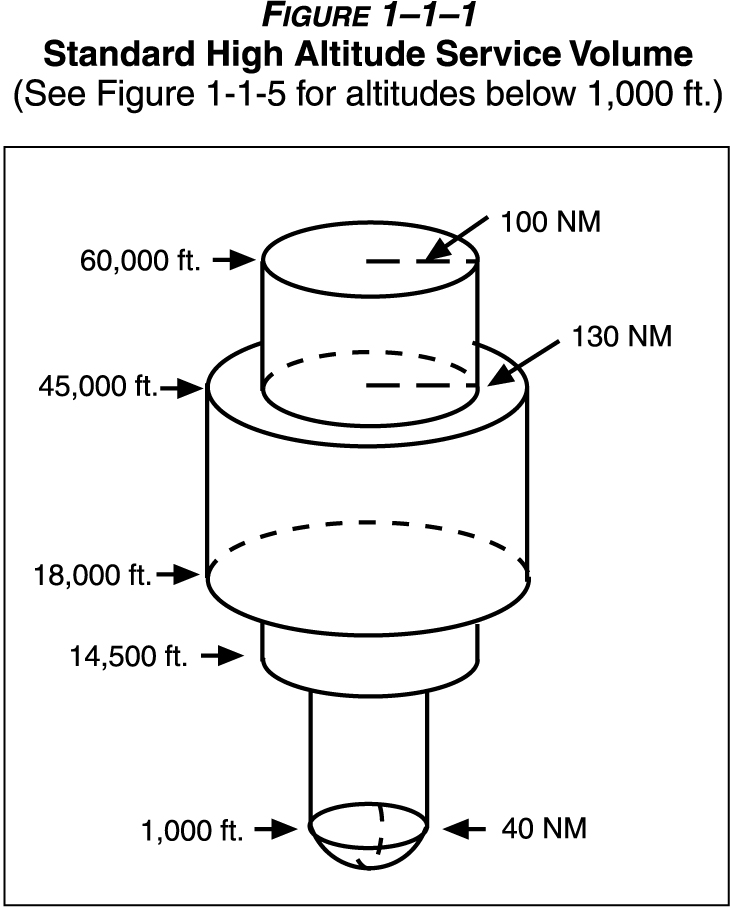 FIGURE 1–1–1
Standard High Altitude Service Volume
(See Figure 1-1-5 for altitudes below 1,000 ft.)
100 NM
60,000 ft.
130 NM
45,000 ft.
18,000 ft.
14,500 ft.
1,000 ft.
40 NM